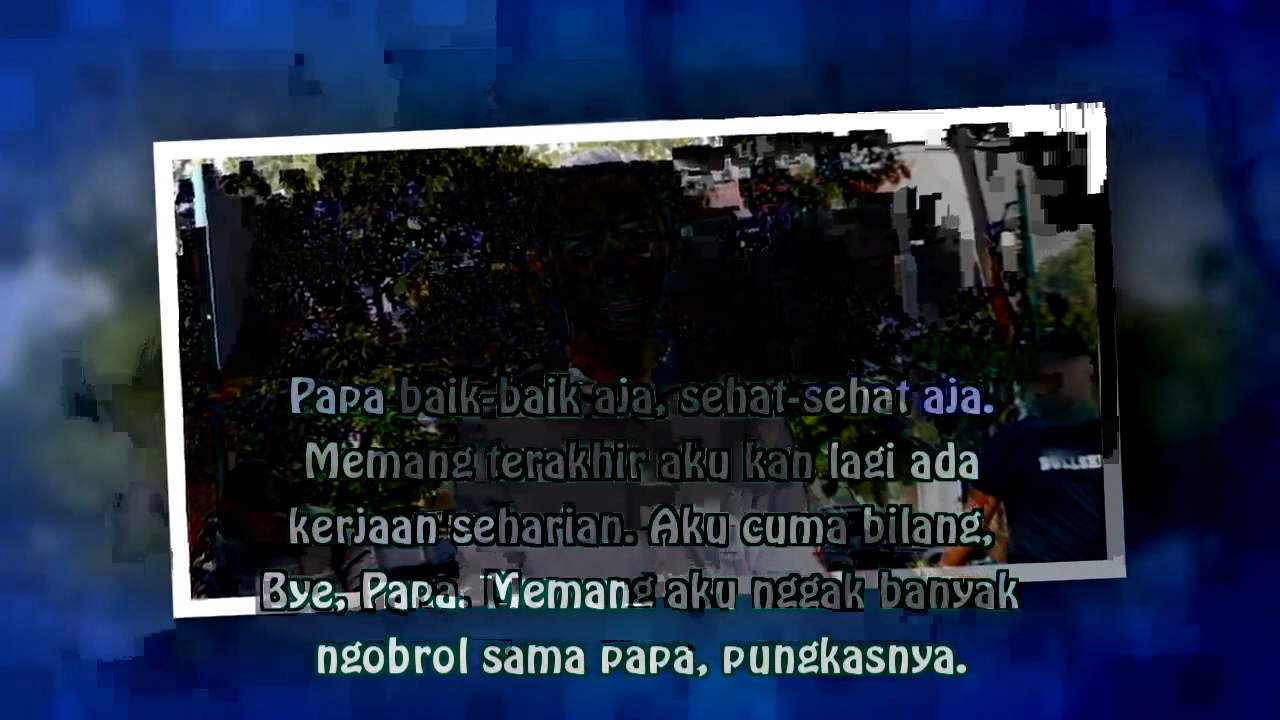 Papa baik-baik aja, sehat-sehat aja.
Memang terakhir aku kan lagi ada
kerjaan seharian. Aku cuma bilang,
Bye, Papa. Memang aku nggak banyak
ngobrol sama papa, pungkasnya.